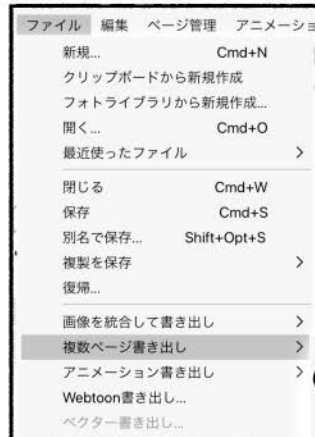 ファイル 編集 ページ管理 アニメーショ
新規... Cmd+N
クリップボードから新規作成
フォトライブラリから新規作成...
開く... Cmd+O
最近使ったファイル >
閉じる Cmd+W
保存 Cmd+S
別名で保存... Shift+Opt+S
複製を保存 >
復帰...
画像を統合して書き出し >
複数ページ書き出し >
アニメーション書き出し >
Webtoon書き出し...
ベクター書き出し...